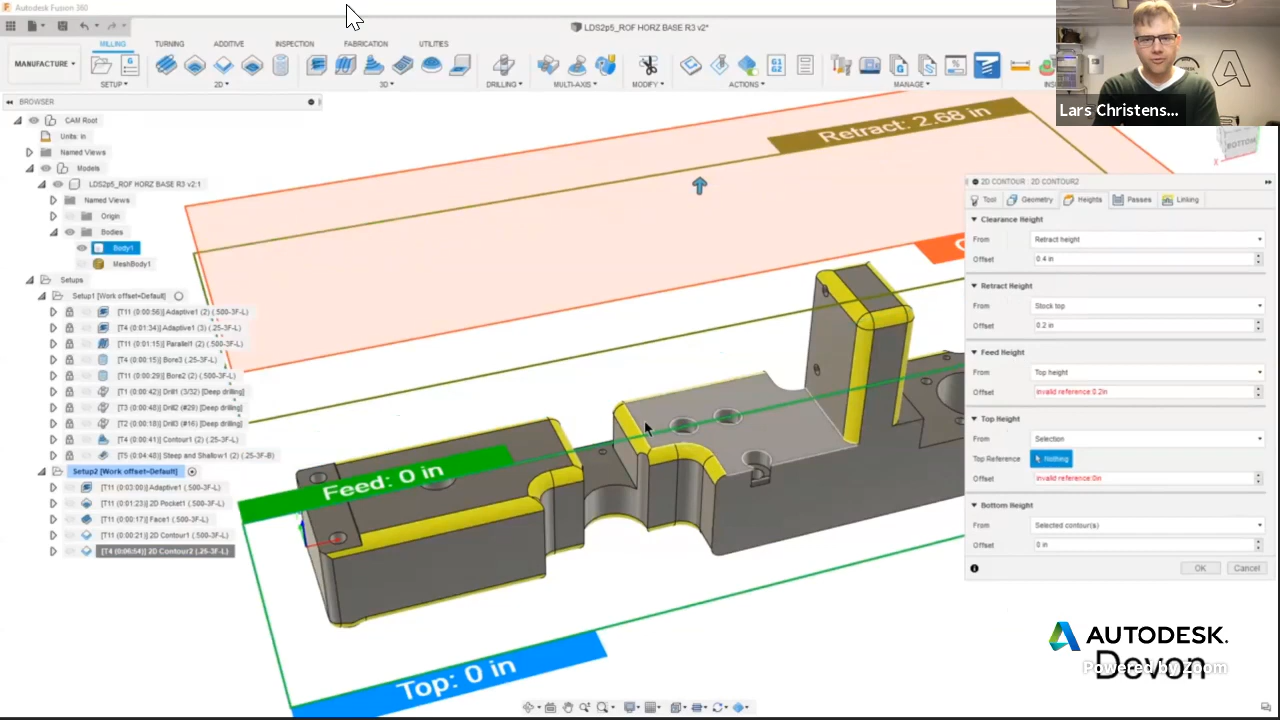 Autodesk Fusion 360
LDS2p5_ROF HORZ BASE R3 v2*
MILLING TURNING ADDITIVE INSPECTION FABRICATION UTILITIES
MANUFACTURE
SETUP 2D 3D DRILLING MULTI-AXIS MODIFY ACTIONS MANAGE
BROWSER
CAM Root
Units: in
Named Views
Models
LDS2p5_ROF HORZ BASE R3 v2:1
Named Views
Origin
Bodies
Body1
MeshBody1
Setups
Setup1 [Work offset=Default]
[T11 (0:00:56)] Adaptive1 (2) (.500-3F-L)
[T4 (0:01:34)] Adaptive1 (3) (.25-3F-L)
[T11 (0:01:15)] Parallel1 (2) (.500-3F-L)
[T4 (0:00:15)] Bore3 (.25-3F-L)
[T11 (0:00:29)] Bore2 (2) (.500-3F-L)
[T1 (0:00:42)] Drill1 (3/32) [Deep drilling]
[T3 (0:00:48)] Drill2 (#29) [Deep drilling]
[T2 (0:00:18)] Drill3 (#16) [Deep drilling]
[T4 (0:00:41)] Contour1 (2) (.25-3F-L)
[T5 (0:04:48)] Steep and Shallow1 (2) (.25-3F-B)
Setup2 [Work offset=Default]
[T11 (0:03:00)] Adaptive1 (.500-3F-L)
[T11 (0:01:23)] 2D Pocket1 (.500-3F-L)
[T11 (0:00:17)] Face1 (.500-3F-L)
[T11 (0:00:21)] 2D Contour1 (.500-3F-L)
[T4 (0:06:54)] 2D Contour2 (.25-3F-L)
Retract: 2.68 in
Feed: 0 in
Top: 0 in
Lars Christens...
BOTTOM
2D CONTOUR : 2D CONTOUR2
Tool Geometry Heights Passes Linking
Clearance Height
From Retract height
Offset 0.4 in
Retract Height
From Stock top
Offset 0.2 in
Feed Height
From Top height
Offset invalid reference 0.2in
Top Height
From Selection
Top Reference Nothing
Offset invalid reference 0in
Bottom Height
From Selected contour(s)
Offset 0 in
OK Cancel
AUTODESK.
Devon
Powered by zoom